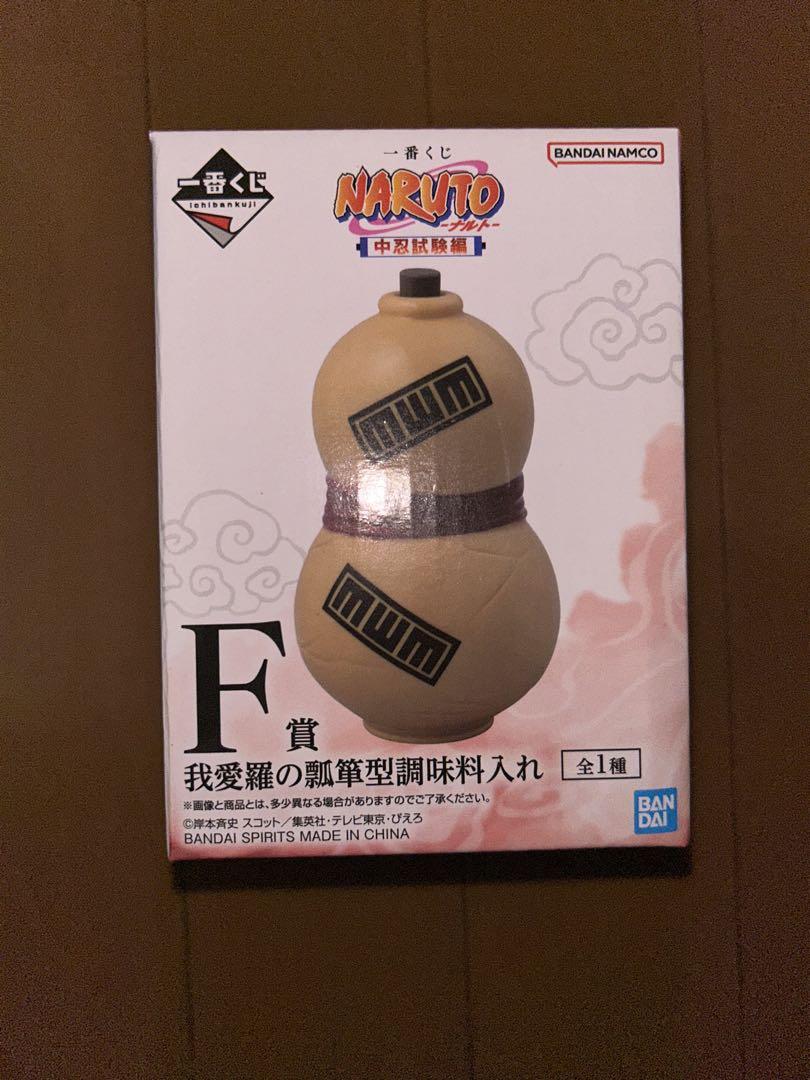 一番くじ
ichibankuji
一番くじ
NARUTO
-ナルト-
中忍試験編
BANDAI NAMCO
F賞
我愛羅の瓢箪型調味料入れ
全1種
※画像と商品とは、多少異なる場合がありますのでご了承ください。
©岸本斉史 スコット/集英社・テレビ東京・ぴえろ
BANDAI SPIRITS MADE IN CHINA
BAN
DAI